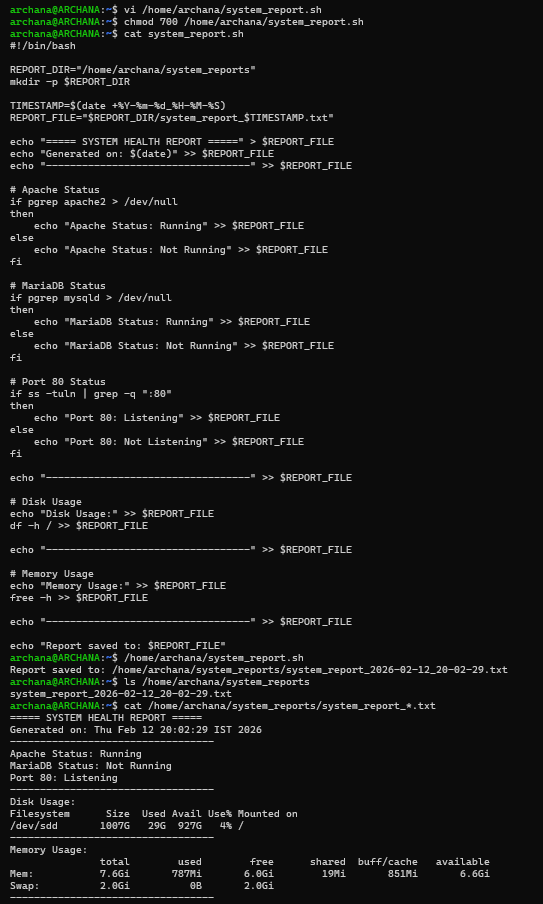 archana@ARCHANA:~$ vi /home/archana/system_report.sh
archana@ARCHANA:~$ chmod 700 /home/archana/system_report.sh
archana@ARCHANA:~$ cat system_report.sh
#!/bin/bash

REPORT_DIR="/home/archana/system_reports"
mkdir -p $REPORT_DIR

TIMESTAMP=$(date +%Y-%m-%d_%H-%M-%S)
REPORT_FILE="$REPORT_DIR/system_report_$TIMESTAMP.txt"

echo "===== SYSTEM HEALTH REPORT =====" > $REPORT_FILE
echo "Generated on: $(date)" >> $REPORT_FILE
echo "----------------------------------" >> $REPORT_FILE

# Apache Status
if pgrep apache2 > /dev/null
then
    echo "Apache Status: Running" >> $REPORT_FILE
else
    echo "Apache Status: Not Running" >> $REPORT_FILE
fi

# MariaDB Status
if pgrep mysqld > /dev/null
then
    echo "MariaDB Status: Running" >> $REPORT_FILE
else
    echo "MariaDB Status: Not Running" >> $REPORT_FILE
fi

# Port 80 Status
if ss -tuln | grep -q ":80"
then
    echo "Port 80: Listening" >> $REPORT_FILE
else
    echo "Port 80: Not Listening" >> $REPORT_FILE
fi

echo "----------------------------------" >> $REPORT_FILE

# Disk Usage
echo "Disk Usage:" >> $REPORT_FILE
df -h / >> $REPORT_FILE

echo "----------------------------------" >> $REPORT_FILE

# Memory Usage
echo "Memory Usage:" >> $REPORT_FILE
free -h >> $REPORT_FILE

echo "----------------------------------" >> $REPORT_FILE

echo "Report saved to: $REPORT_FILE"
archana@ARCHANA:~$ /home/archana/system_report.sh
Report saved to: /home/archana/system_reports/system_report_2026-02-12_20-02-29.txt
archana@ARCHANA:~$ ls /home/archana/system_reports
system_report_2026-02-12_20-02-29.txt
archana@ARCHANA:~$ cat /home/archana/system_reports/system_report_*.txt
===== SYSTEM HEALTH REPORT =====
Generated on: Thu Feb 12 20:02:29 IST 2026
----------------------------------
Apache Status: Running
MariaDB Status: Not Running
Port 80: Listening
----------------------------------
Disk Usage:
Filesystem      Size  Used Avail Use% Mounted on
/dev/sdd       1007G   29G  927G   4% /
----------------------------------
Memory Usage:
               total        used        free      shared  buff/cache   available
Mem:           7.6Gi       787Mi       6.0Gi        19Mi       851Mi       6.6Gi
Swap:          2.0Gi          0B       2.0Gi
----------------------------------